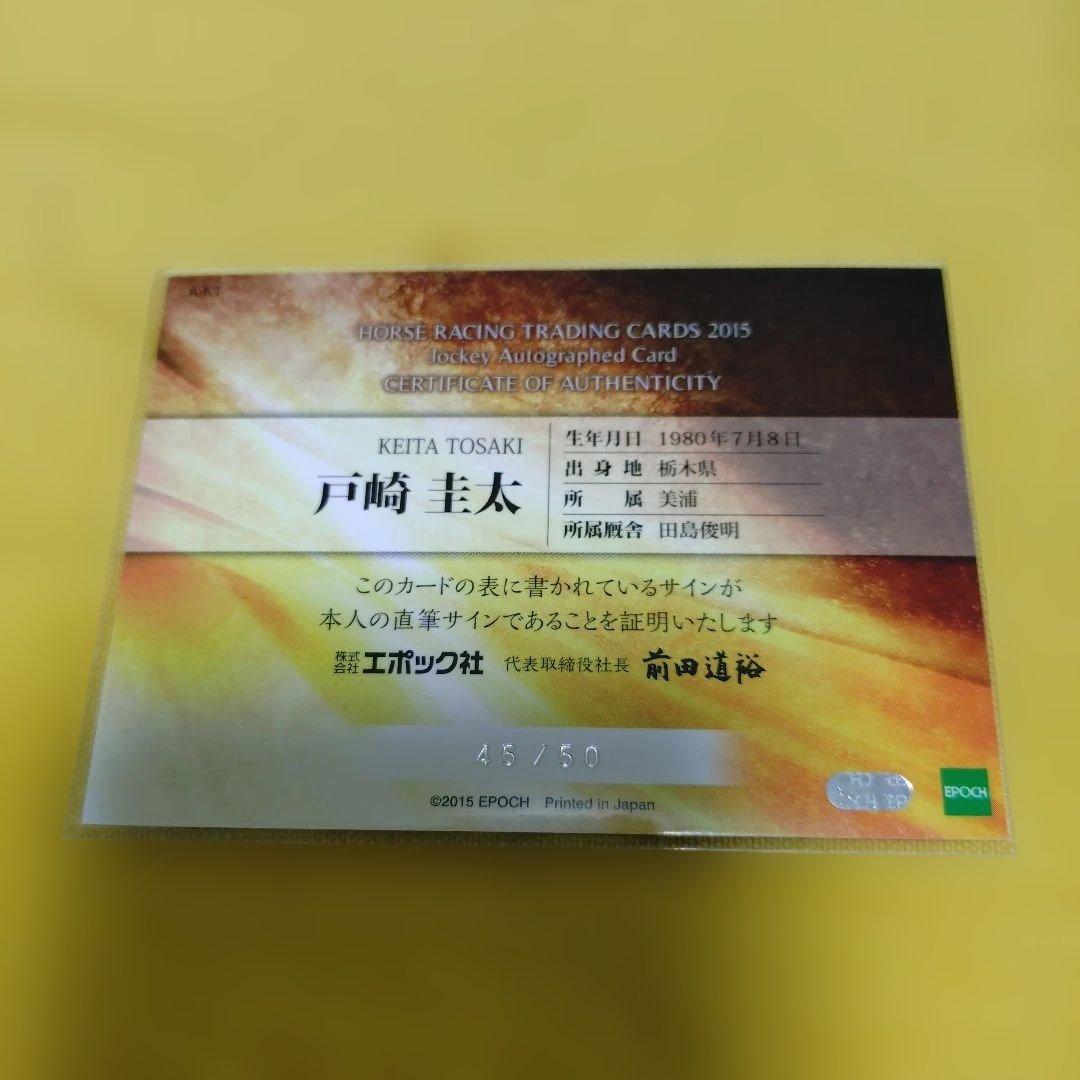 HORSE RACING TRADING CARDS 2015
Jockey Autographed Card
CERTIFICATE OF AUTHENTICITY
KEITA TOSAKI
戸崎 圭太
生年月日 1980年7月8日
出身地 栃木県
所属 美浦
所属厩舎 田島俊明
このカードの表に書かれているサインが
本人の直筆サインであることを証明いたします
株式会社 エポック社 代表取締役社長 前田道裕
45/50
©2015 EPOCH Printed in Japan
EPOCH